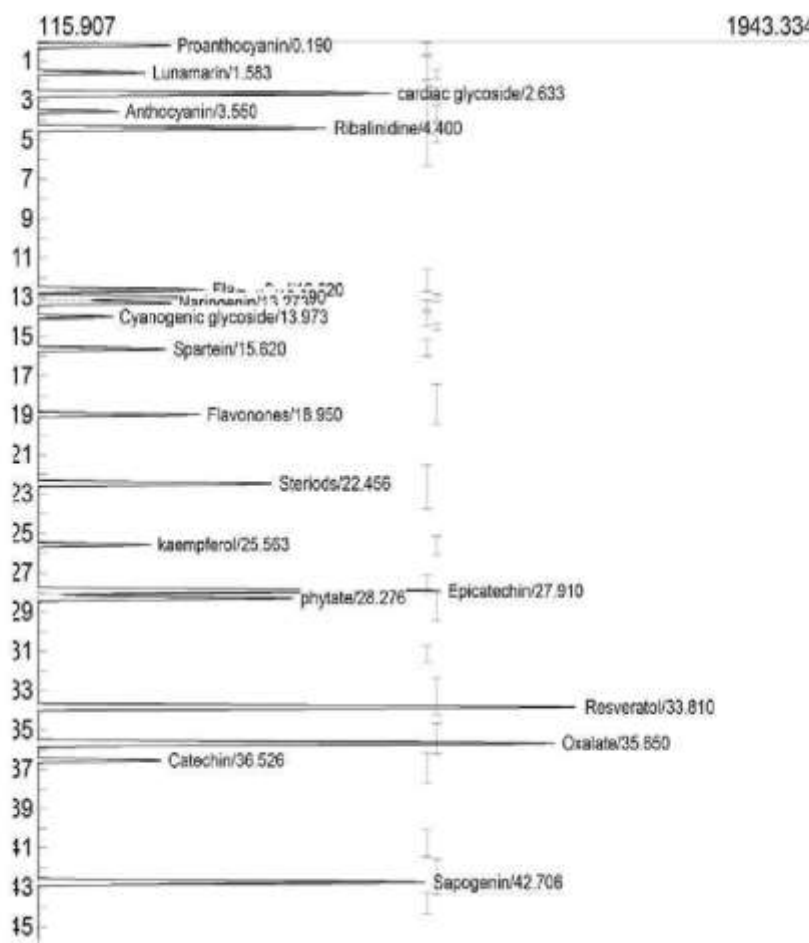 115.907 1943.334
Proanthocyanin/0.190
1
Lunamarin/1.583
cardiac glycoside/2.633
3
Anthocyanin/3.550
Ribalinidine/4.400
5
7
9
11
13
Cyanogenic glycoside/13.973
15
Spartein/15.620
17
Flavonones/18.950
19
21
Steriods/22.456
23
25
kaempferol/25.563
27
Epicatechin/27.910
phytate/28.276
29
31
33
Resveratol/33.810
35
Oxalate/35.650
Catechin/36.526
37
39
41
Sapogenin/42.706
43
45